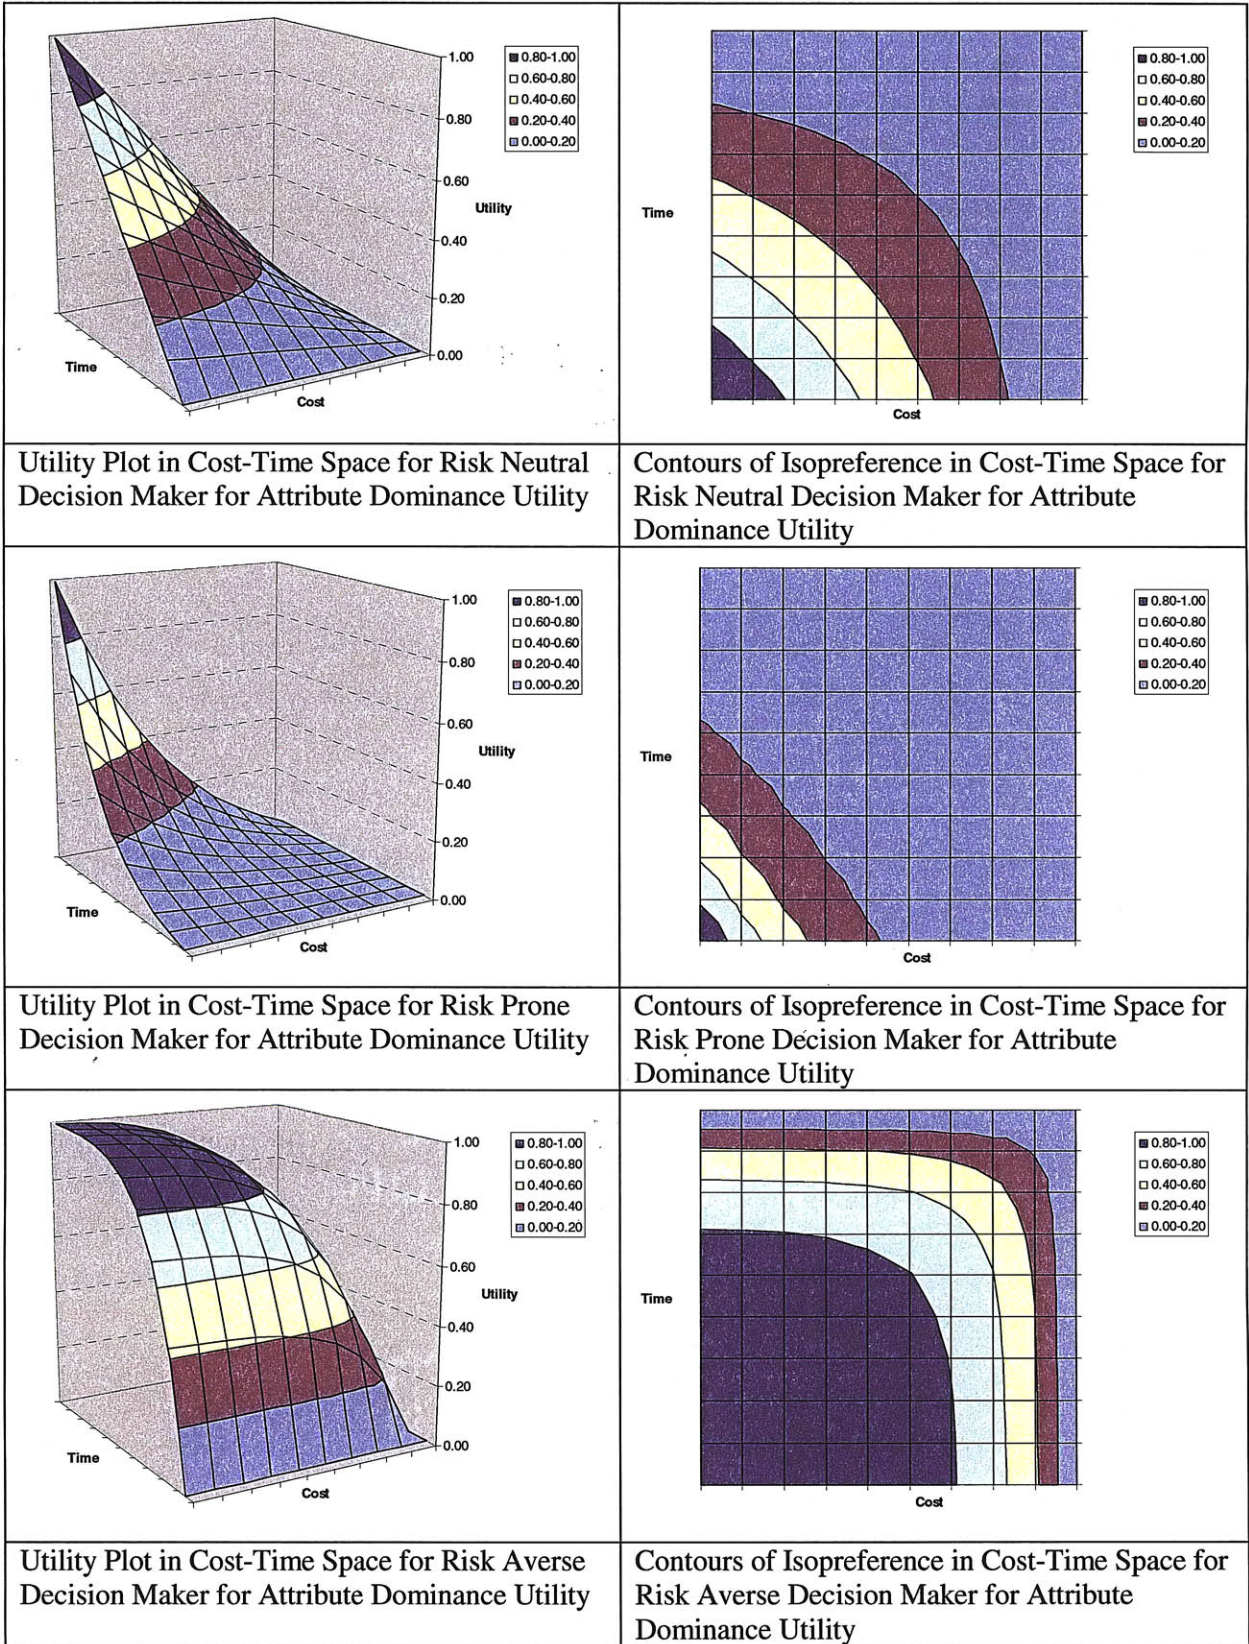 1.00
0.80
0.60
0.40
0.20
0.00
Utility
Time
Cost
0.80-1.00
0.60-0.80
0.40-0.60
0.20-0.40
0.00-0.20
Time
Cost
0.80-1.00
0.60-0.80
0.40-0.60
0.20-0.40
0.00-0.20
Utility Plot in Cost-Time Space for Risk Neutral
Decision Maker for Attribute Dominance Utility
Contours of Isopreference in Cost-Time Space for
Risk Neutral Decision Maker for Attribute
Dominance Utility
1.00
0.80
0.60
0.40
0.20
0.00
Utility
Time
Cost
0.80-1.00
0.60-0.80
0.40-0.60
0.20-0.40
0.00-0.20
Time
Cost
0.80-1.00
0.60-0.80
0.40-0.60
0.20-0.40
0.00-0.20
Utility Plot in Cost-Time Space for Risk Prone
Decision Maker for Attribute Dominance Utility
Contours of Isopreference in Cost-Time Space for
Risk Prone Decision Maker for Attribute
Dominance Utility
1.00
0.80
0.60
0.40
0.20
0.00
Utility
Time
Cost
0.80-1.00
0.60-0.80
0.40-0.60
0.20-0.40
0.00-0.20
Time
Cost
0.80-1.00
0.60-0.80
0.40-0.60
0.20-0.40
0.00-0.20
Utility Plot in Cost-Time Space for Risk Averse
Decision Maker for Attribute Dominance Utility
Contours of Isopreference in Cost-Time Space for
Risk Averse Decision Maker for Attribute
Dominance Utility